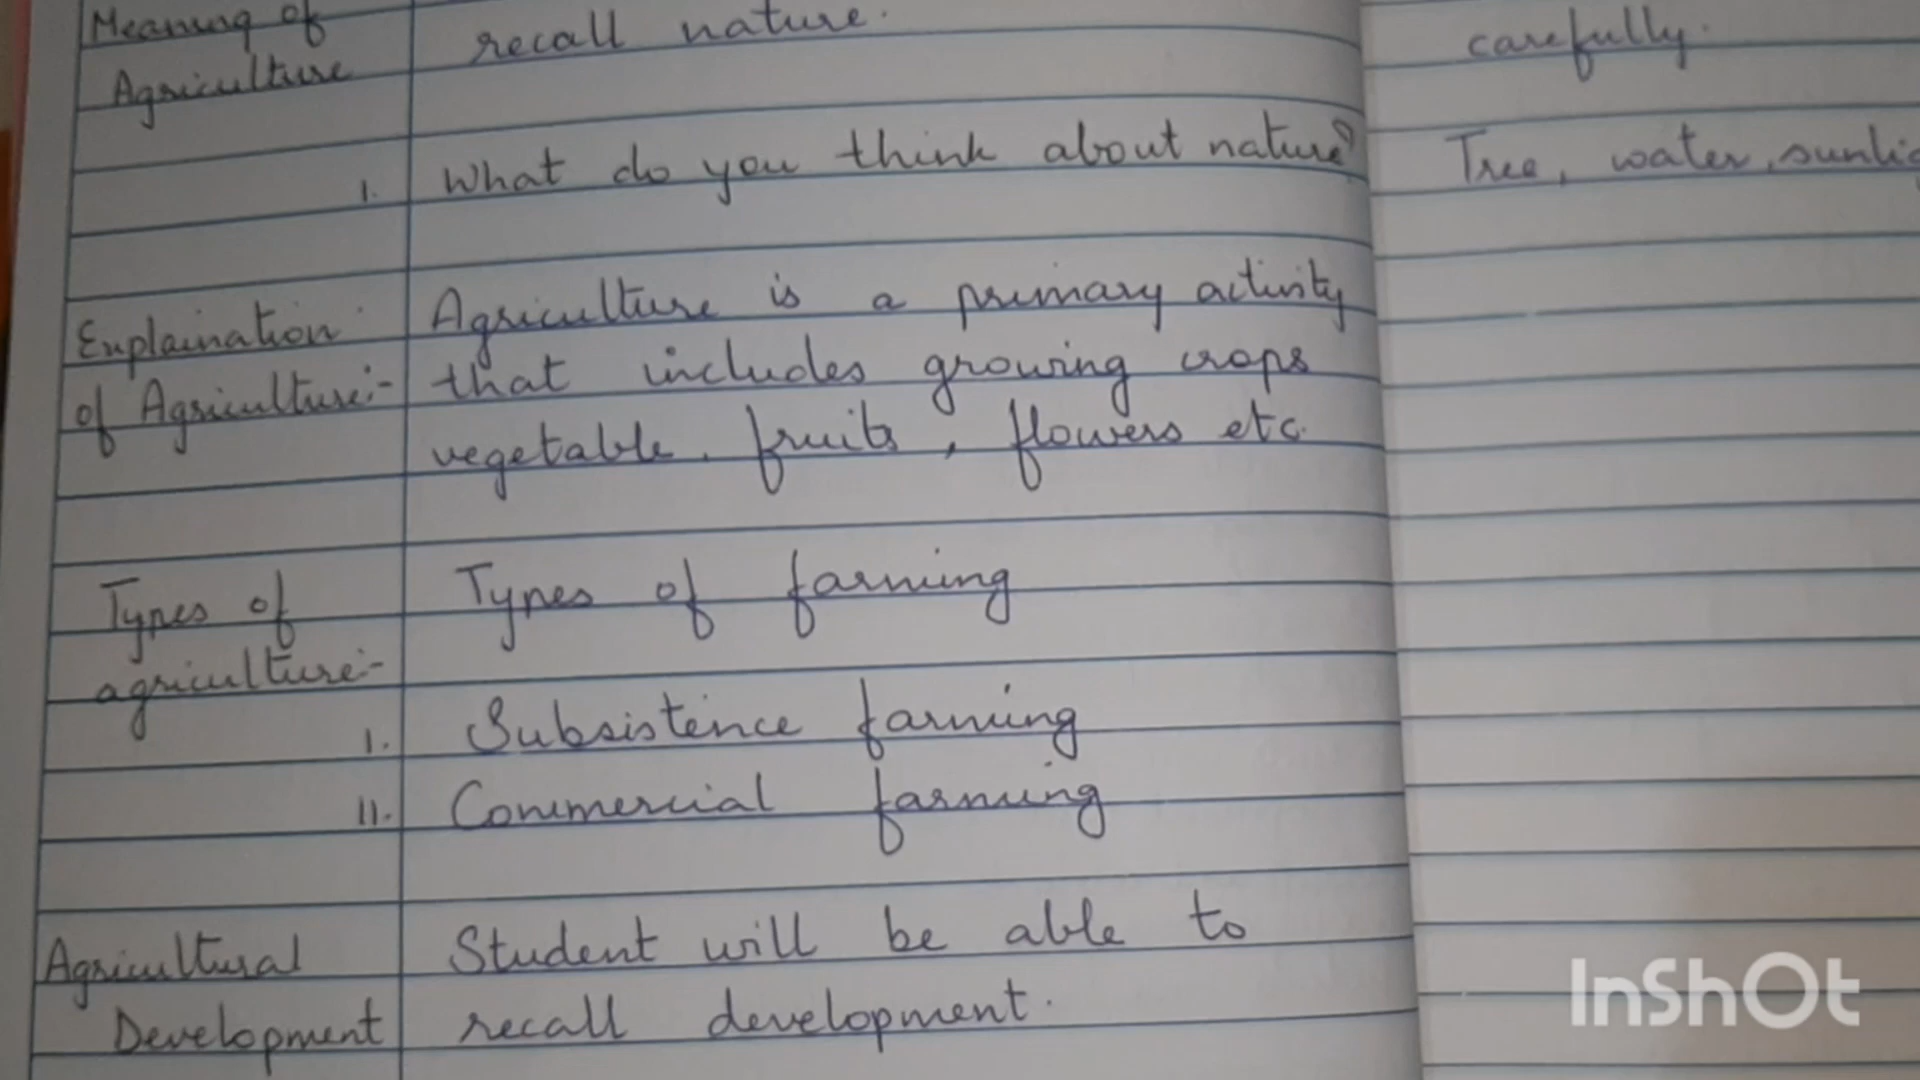 Meaning of
Agriculture
recall nature.
1. What do you think about nature?
Explaination
of Agriculture:-
Agriculture is a primary activity
that includes growing crops
vegetable, fruits, flowers etc.
Types of
agriculture:-
Types of farming
I. Subsistence farming
II. Commercial farming
Agricultural
Development
Student will be able to
recall development.
carefully.
Tree, water, sunlig
InShOt